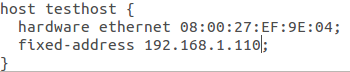 host testhost {
  hardware ethernet 08:00:27:EF:9E:04;
  fixed-address 192.168.1.110;
}